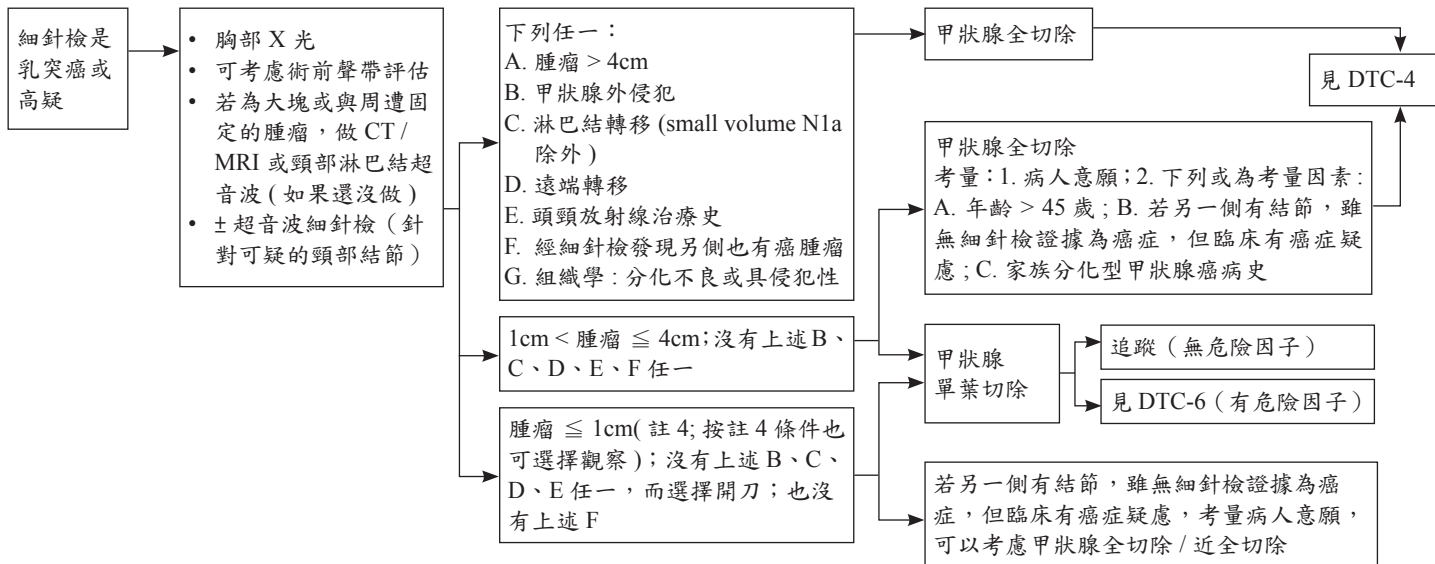 細針檢是
乳突癌或
高疑
• 胸部 X 光
• 可考慮術前聲帶評估
• 若為大塊或與周遭固
定的腫瘤，做 CT /
MRI 或頸部淋巴結超
音波 ( 如果還沒做 )
• ± 超音波細針檢（針
對可疑的頸部結節）
下列任一：
A. 腫瘤 > 4cm
B. 甲狀腺外侵犯
C. 淋巴結轉移 (small volume N1a
除外 )
D. 遠端轉移
E. 頭頸放射線治療史
F. 經細針檢發現另側也有癌腫瘤
G. 組織學 : 分化不良或具侵犯性
1cm < 腫瘤 ≦ 4cm；沒有上述 B、
C、D、E、F 任一
腫瘤 ≦ 1cm( 註 4; 按註 4 條件也
可選擇觀察 )；沒有上述 B、C、
D、E 任一，而選擇開刀；也沒
有上述 F
甲狀腺全切除
見 DTC-4
甲狀腺全切除
考量：1. 病人意願；2. 下列或為考量因素 :
A. 年齡 > 45 歲 ; B. 若另一側有結節，雖
無細針檢證據為癌症，但臨床有癌症疑
慮 ; C. 家族分化型甲狀腺癌病史
甲狀腺
單葉切除
追蹤（無危險因子）
見 DTC-6（有危險因子）
若另一側有結節，雖無細針檢證據為癌
症，但臨床有癌症疑慮，考量病人意願，
可以考慮甲狀腺全切除 / 近全切除